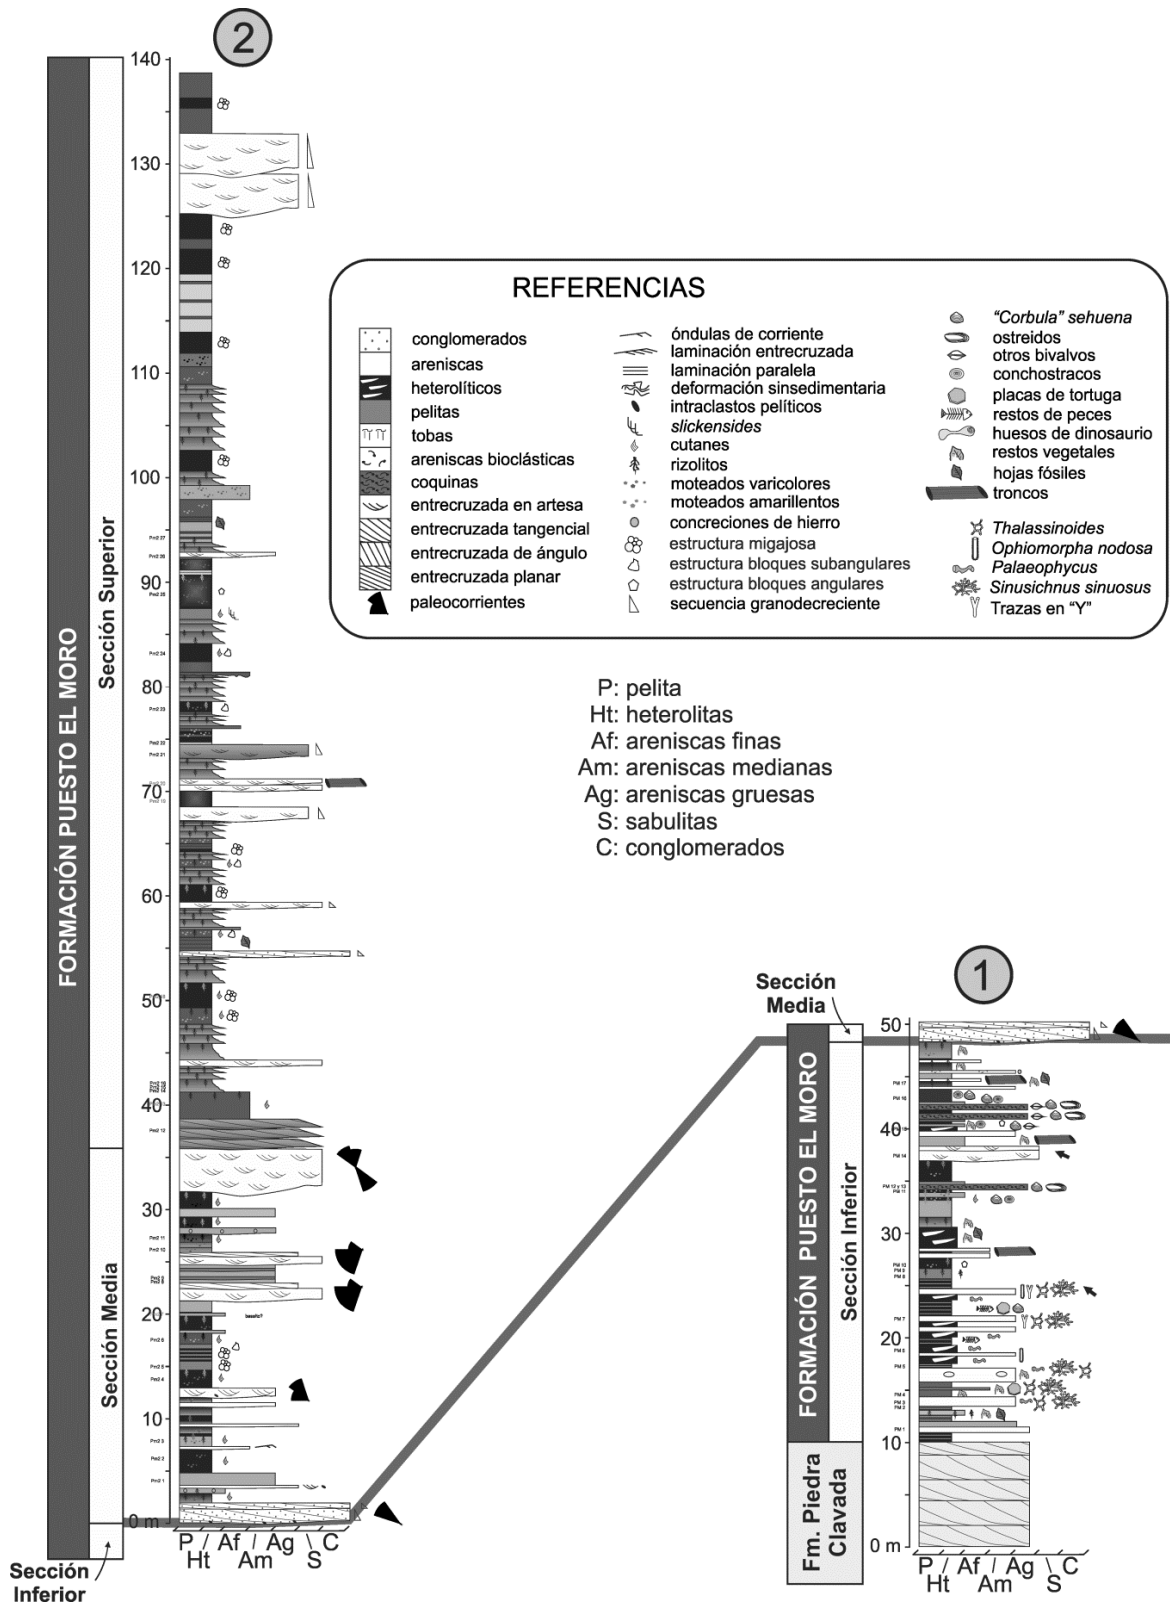 2
140
130
120
110
100
90
80
70
60
50
40
30
20
10
0 m
FORMACIÓN PUESTO EL MORO
Sección Superior
Sección Media
Sección
Inferior
P / Af / Ag \ C
Ht Am S
REFERENCIAS
conglomerados
areniscas
heterolíticos
pelitas
tobas
areniscas bioclásticas
coquinas
entrecruzada en artesa
entrecruzada tangencial
entrecruzada de ángulo
entrecruzada planar
paleocorrientes
óndulas de corriente
laminación entrecruzada
laminación paralela
deformación sinsedimentaria
intraclastos pelíticos
slickensides
cutanes
rizolitos
moteados varicolores
moteados amarillentos
concreciones de hierro
estructura migajosa
estructura bloques subangulares
estructura bloques angulares
secuencia granodecreciente
"Corbula" sehuena
ostreidos
otros bivalvos
conchostracos
placas de tortuga
restos de peces
huesos de dinosaurio
restos vegetales
hojas fósiles
troncos
Thalassinoides
Ophiomorpha nodosa
Palaeophycus
Sinusichnus sinuosus
Trazas en "Y"
P: pelita
Ht: heterolitas
Af: areniscas finas
Am: areniscas medianas
Ag: areniscas gruesas
S: sabulitas
C: conglomerados
1
Sección
Media
50
40
30
20
10
0 m
FORMACIÓN PUESTO EL MORO
Sección Inferior
Fm. Piedra
Clavada
P / Af / Ag \ C
Ht Am S